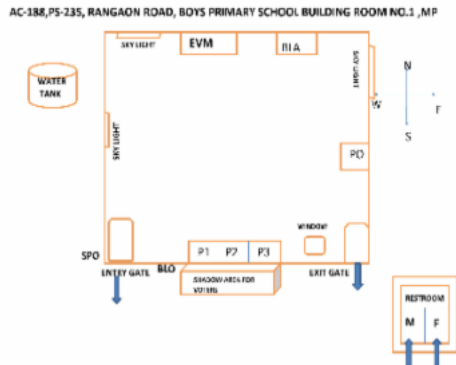 AC-188,PS-235, RANGAON ROAD, BOYS PRIMARY SCHOOL BUILDING ROOM NO.1 ,MP
SKY LIGHT
EVM
BLA
SKY LIGHT
WATER
TANK
N
W
E
S
SKY LIGHT
PO
WINDOW
P1 P2 P3
SPO
ENTRY GATE
BLO
EXIT GATE
SHADOW AREA FOR
VOTERS
RESTROOM
M F